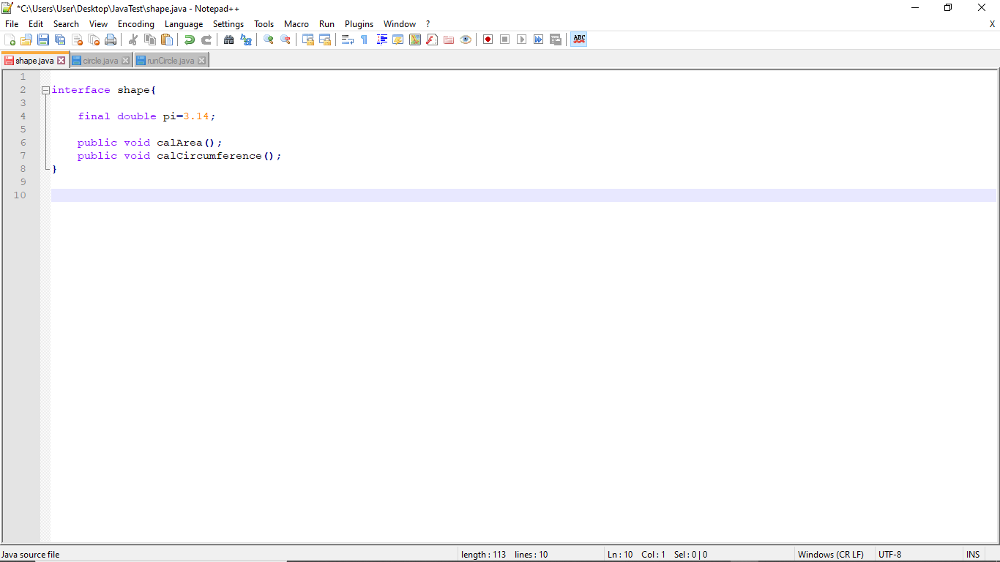 *C:\Users\User\Desktop\JavaTest\shape.java - Notepad++
File Edit Search View Encoding Language Settings Tools Macro Run Plugins Window ? X
ABC
shape.java circle.java runCircle.java
1
2 interface shape{
3
4 final double pi=3.14;
5
6 public void calArea();
7 public void calCircumference();
8 }
9
10
Java source file length : 113 lines : 10 Ln : 10 Col : 1 Sel : 0 | 0 Windows (CR LF) UTF-8 INS